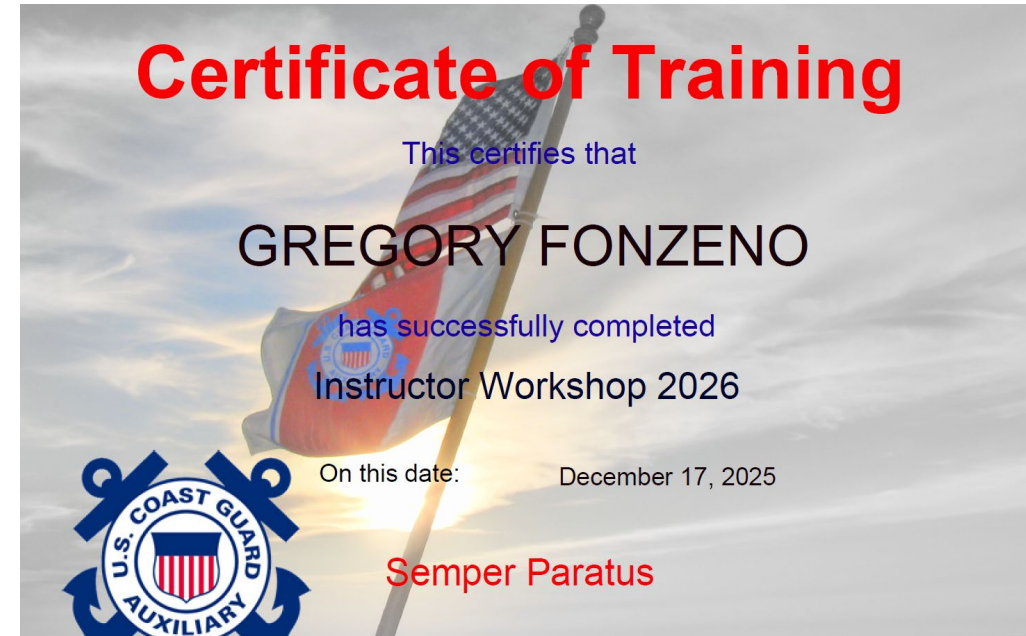 Certificate of Training
This certifies that
GREGORY FONZENO
has successfully completed
Instructor Workshop 2026
On this date: December 17, 2025
U.S. COAST GUARD
AUXILIARY
Semper Paratus